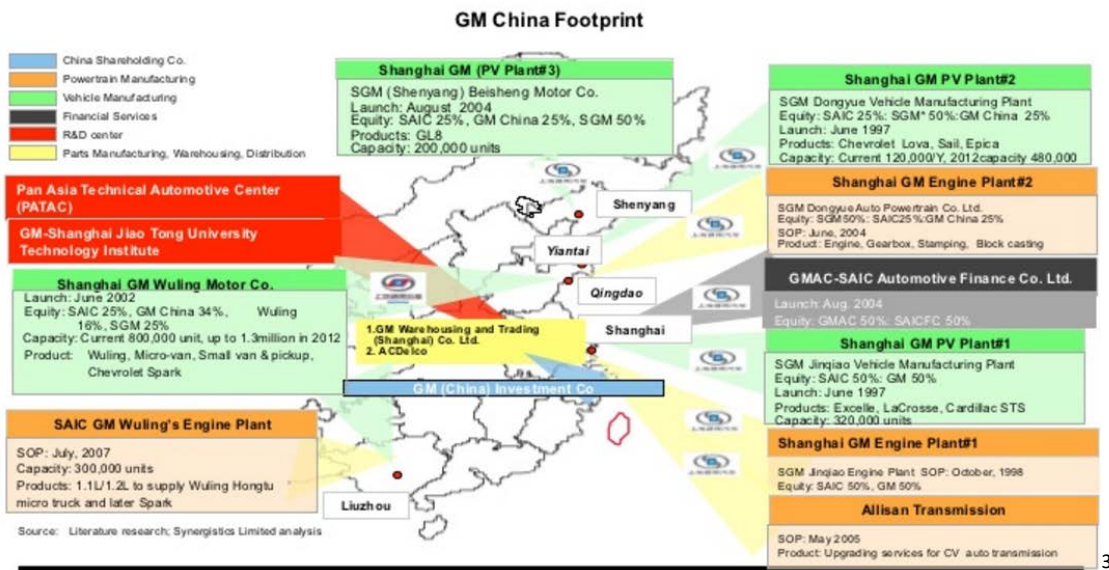 GM China Footprint
China Shareholding Co.
Powertrain Manufacturing
Vehicle Manufacturing
Financial Services
R&D center
Parts Manufacturing, Warehousing, Distribution
Shanghai GM (PV Plant#3)
SGM (Shenyang) Beisheng Motor Co.
Launch: August 2004
Equity: SAIC 25%, GM China 25%, SGM 50%
Products: GL8
Capacity: 200,000 units
Shanghai GM PV Plant#2
SGM Dongyue Vehicle Manufacturing Plant
Equity: SAIC 25%: SGM* 50%:GM China 25%
Launch: June 1997
Products: Chevrolet Lova, Sail, Epica
Capacity: Current 120,000/Y, 2012capacity 480,000
Pan Asia Technical Automotive Center
(PATAC)
GM-Shanghai Jiao Tong University
Technology Institute
Shanghai GM Engine Plant#2
SGM DongyueAuto Powertrain Co. Ltd.
Equity: SGM50%: SAIC25%:GM China 25%
SOP: June, 2004
Product: Engine, Gearbox, Stamping, Block casting
Shenyang
Yiantai
Qingdao
Shanghai
Liuzhou
Shanghai GM Wuling Motor Co.
Launch: June 2002
Equity: SAIC 25%, GM China 34%, Wuling
16%, SGM 25%
Capacity: Current 800,000 unit, up to 1.3million in 2012
Product: Wuling, Micro-van, Small van & pickup,
Chevrolet Spark
1.GM Warehousing and Trading
(Shanghai) Co. Ltd.
2. ACDelco
GM (China) Investment Co
GMAC-SAIC Automotive Finance Co. Ltd.
Launch: Aug. 2004
Equity: GMAC 50%: SAICFC 50%
Shanghai GM PV Plant#1
SGM Jinqiao Vehicle Manufacturing Plant
Equity: SAIC 50%: GM 50%
Launch: June 1997
Products: Excelle, LaCrosse, Cardillac STS
Capacity: 320,000 units
SAIC GM Wuling's Engine Plant
SOP: July, 2007
Capacity: 300,000 units
Products: 1.1L/1.2L to supply Wuling Hongtu
micro truck and later Spark
Shanghai GM Engine Plant#1
SGM Jinqiao Engine Plant SOP: October, 1998
Equity: SAIC 50%, GM 50%
Allisan Transmission
SOP: May 2005
Product: Upgrading services for CV auto transmission
Source: Literature research; Synergistics Limited analysis
3